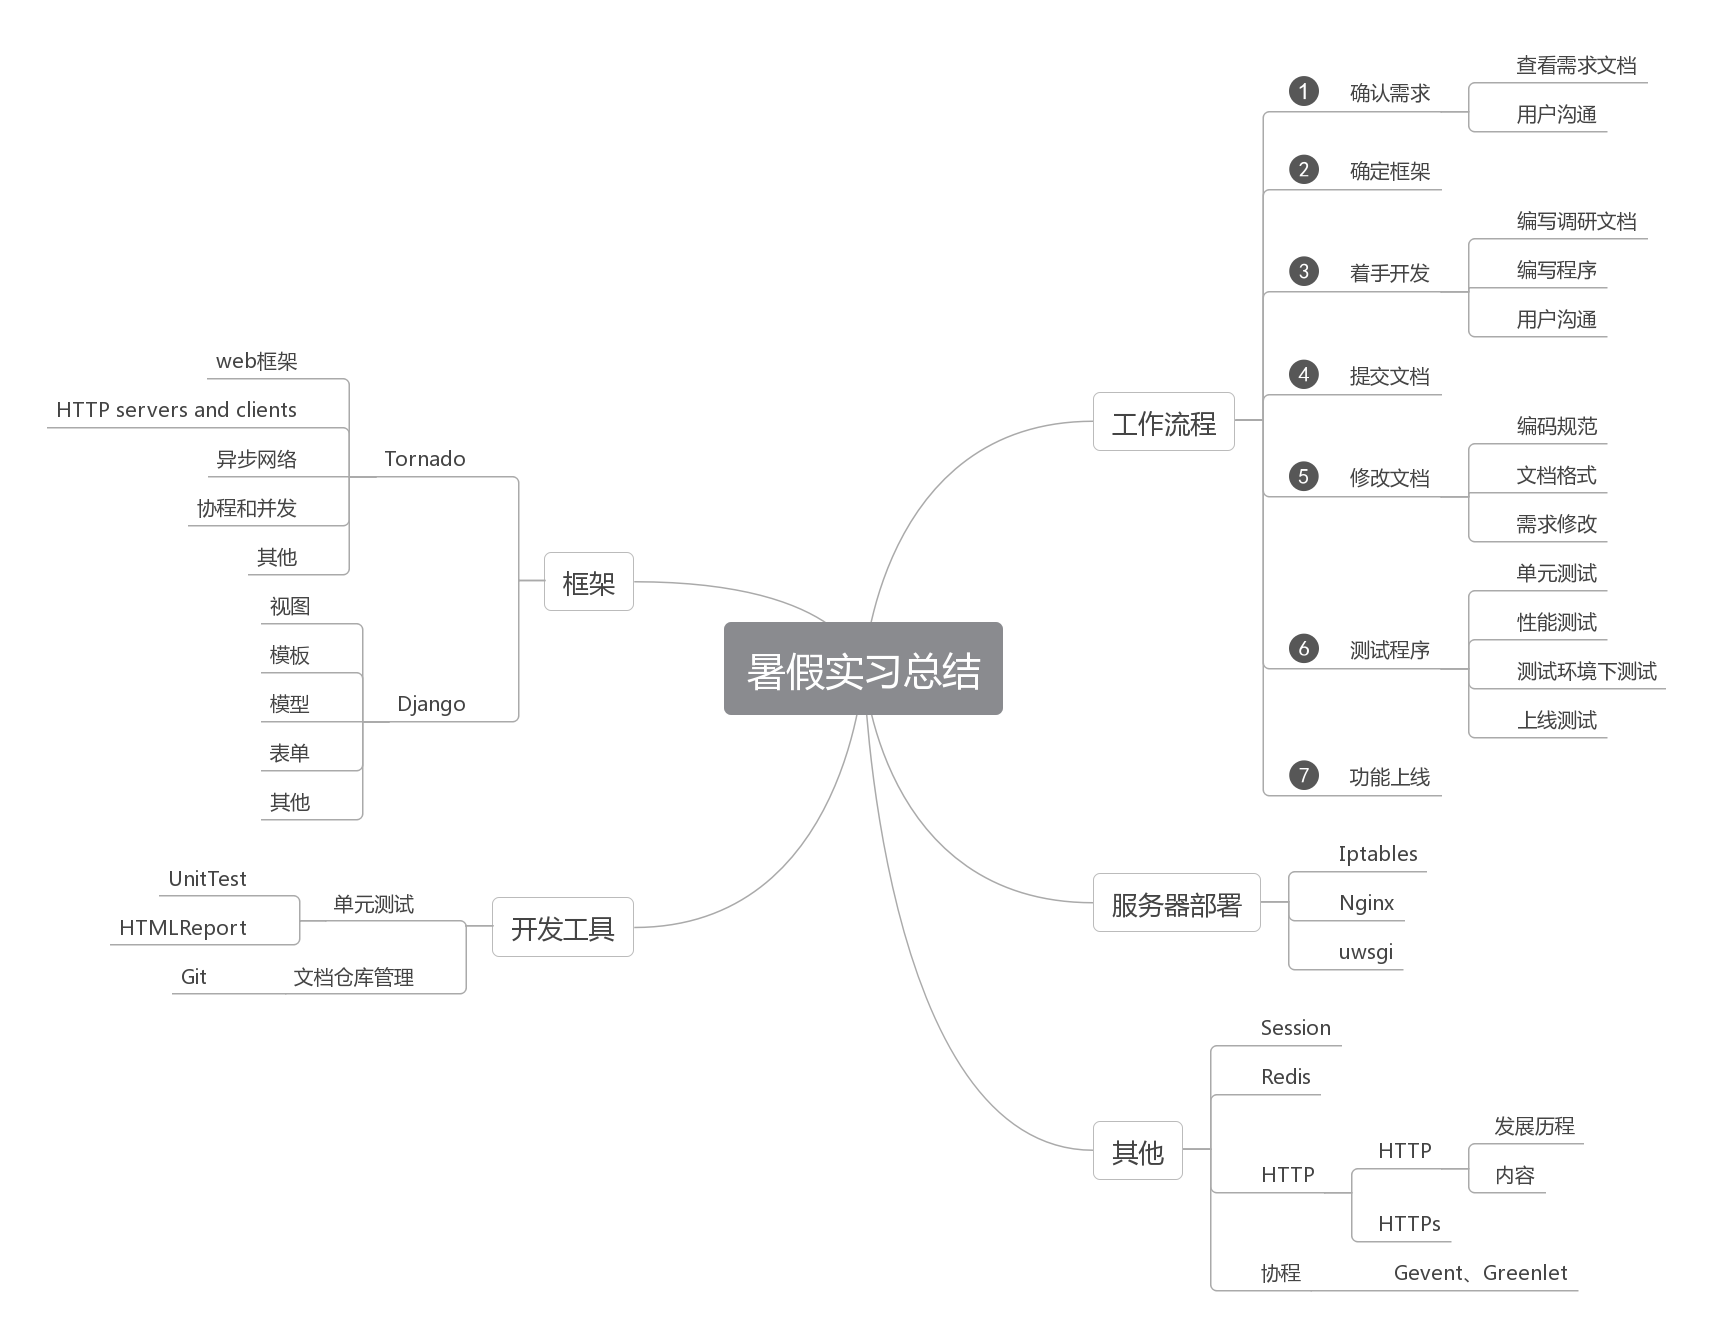 暑假实习总结
工作流程
1 确认需求
查看需求文档
用户沟通
2 确定框架
3 着手开发
编写调研文档
编写程序
用户沟通
4 提交文档
5 修改文档
编码规范
文档格式
需求修改
6 测试程序
单元测试
性能测试
测试环境下测试
上线测试
7 功能上线
服务器部署
Iptables
Nginx
uwsgi
其他
Session
Redis
HTTP
HTTP
发展历程
内容
HTTPs
协程
Gevent、Greenlet
框架
Tornado
web框架
HTTP servers and clients
异步网络
协程和并发
其他
Django
视图
模板
模型
表单
其他
开发工具
单元测试
UnitTest
HTMLReport
文档仓库管理
Git